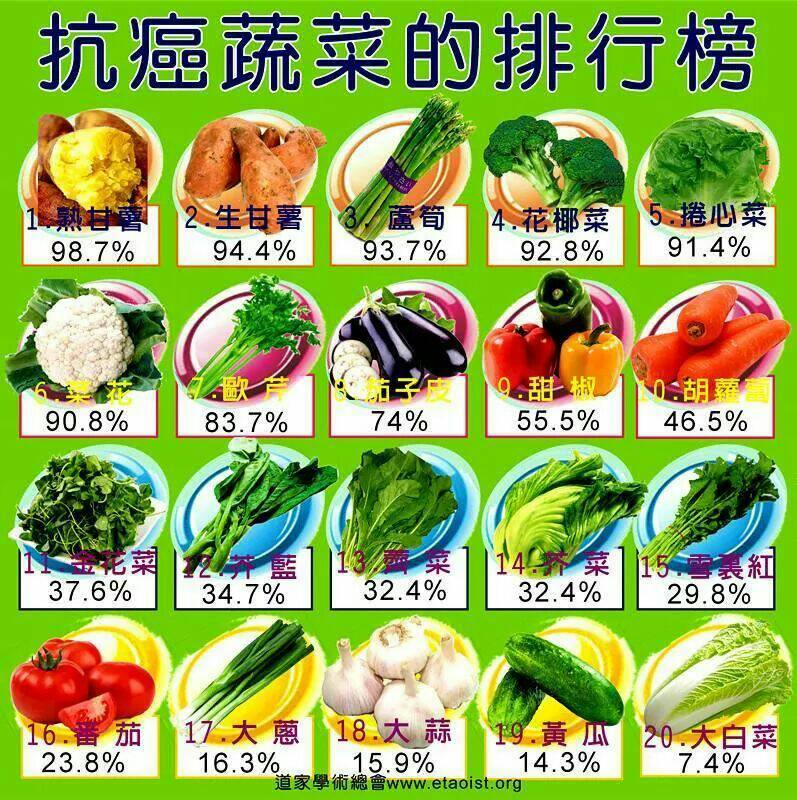 抗癌蔬菜的排行榜
1.熟甘薯
98.7%
2.生甘薯
94.4%
3. 蘆筍
93.7%
4.花椰菜
92.8%
5.捲心菜
91.4%
6.菜 花
90.8%
7.歐 芹
83.7%
8.茄子皮
74%
9.甜 椒
55.5%
10.胡蘿蔔
46.5%
11.金花菜
37.6%
12.芥 藍
34.7%
13.薺 菜
32.4%
14.芥 菜
32.4%
15.雪裏紅
29.8%
16.番 茄
23.8%
17.大 蔥
16.3%
18.大 蒜
15.9%
19.黃 瓜
14.3%
20.大白菜
7.4%
道家學術總會www.etaoist.org